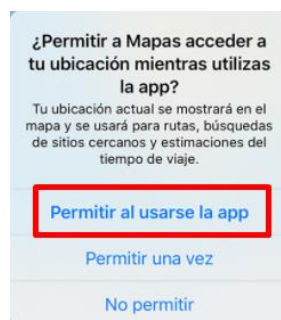 ¿Permitir a Mapas acceder a
tu ubicación mientras utilizas
la app?
Tu ubicación actual se mostrará en el
mapa y se usará para rutas, búsquedas
de sitios cercanos y estimaciones del
tiempo de viaje.
Permitir al usarse la app
Permitir una vez
No permitir